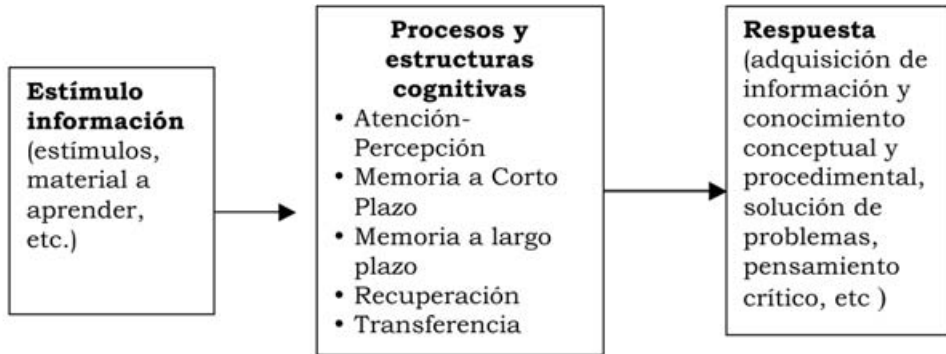 Estímulo
información
(estímulos,
material a
aprender,
etc.)
Procesos y
estructuras
cognitivas
• Atención-
Percepción
• Memoria a Corto
Plazo
• Memoria a largo
plazo
• Recuperación
• Transferencia
Respuesta
(adquisición de
información y
conocimiento
conceptual y
procedimental,
solución de
problemas,
pensamiento
crítico, etc )